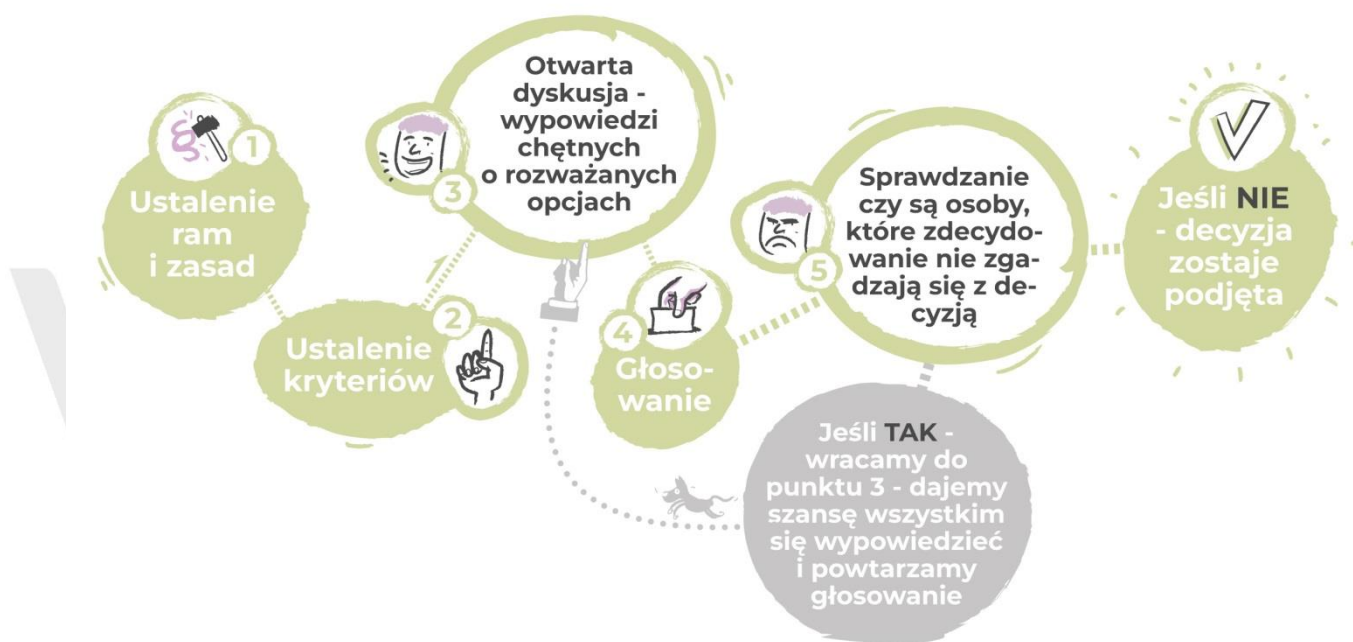 1
Ustalenie
ram
i zasad
2
Ustalenie
kryteriów
3
Otwarta
dyskusja -
wypowiedzi
chętnych
o rozważanych
opcjach
4
Głoso-
wanie
5
Sprawdzanie
czy są osoby,
które zdecydo-
wanie nie zga-
dzają się z de-
cyzją
Jeśli NIE
- decyzja
zostaje
podjęta
Jeśli TAK -
wracamy do
punktu 3 - dajemy
szansę wszystkim
się wypowiedzieć
i powtarzamy
głosowanie